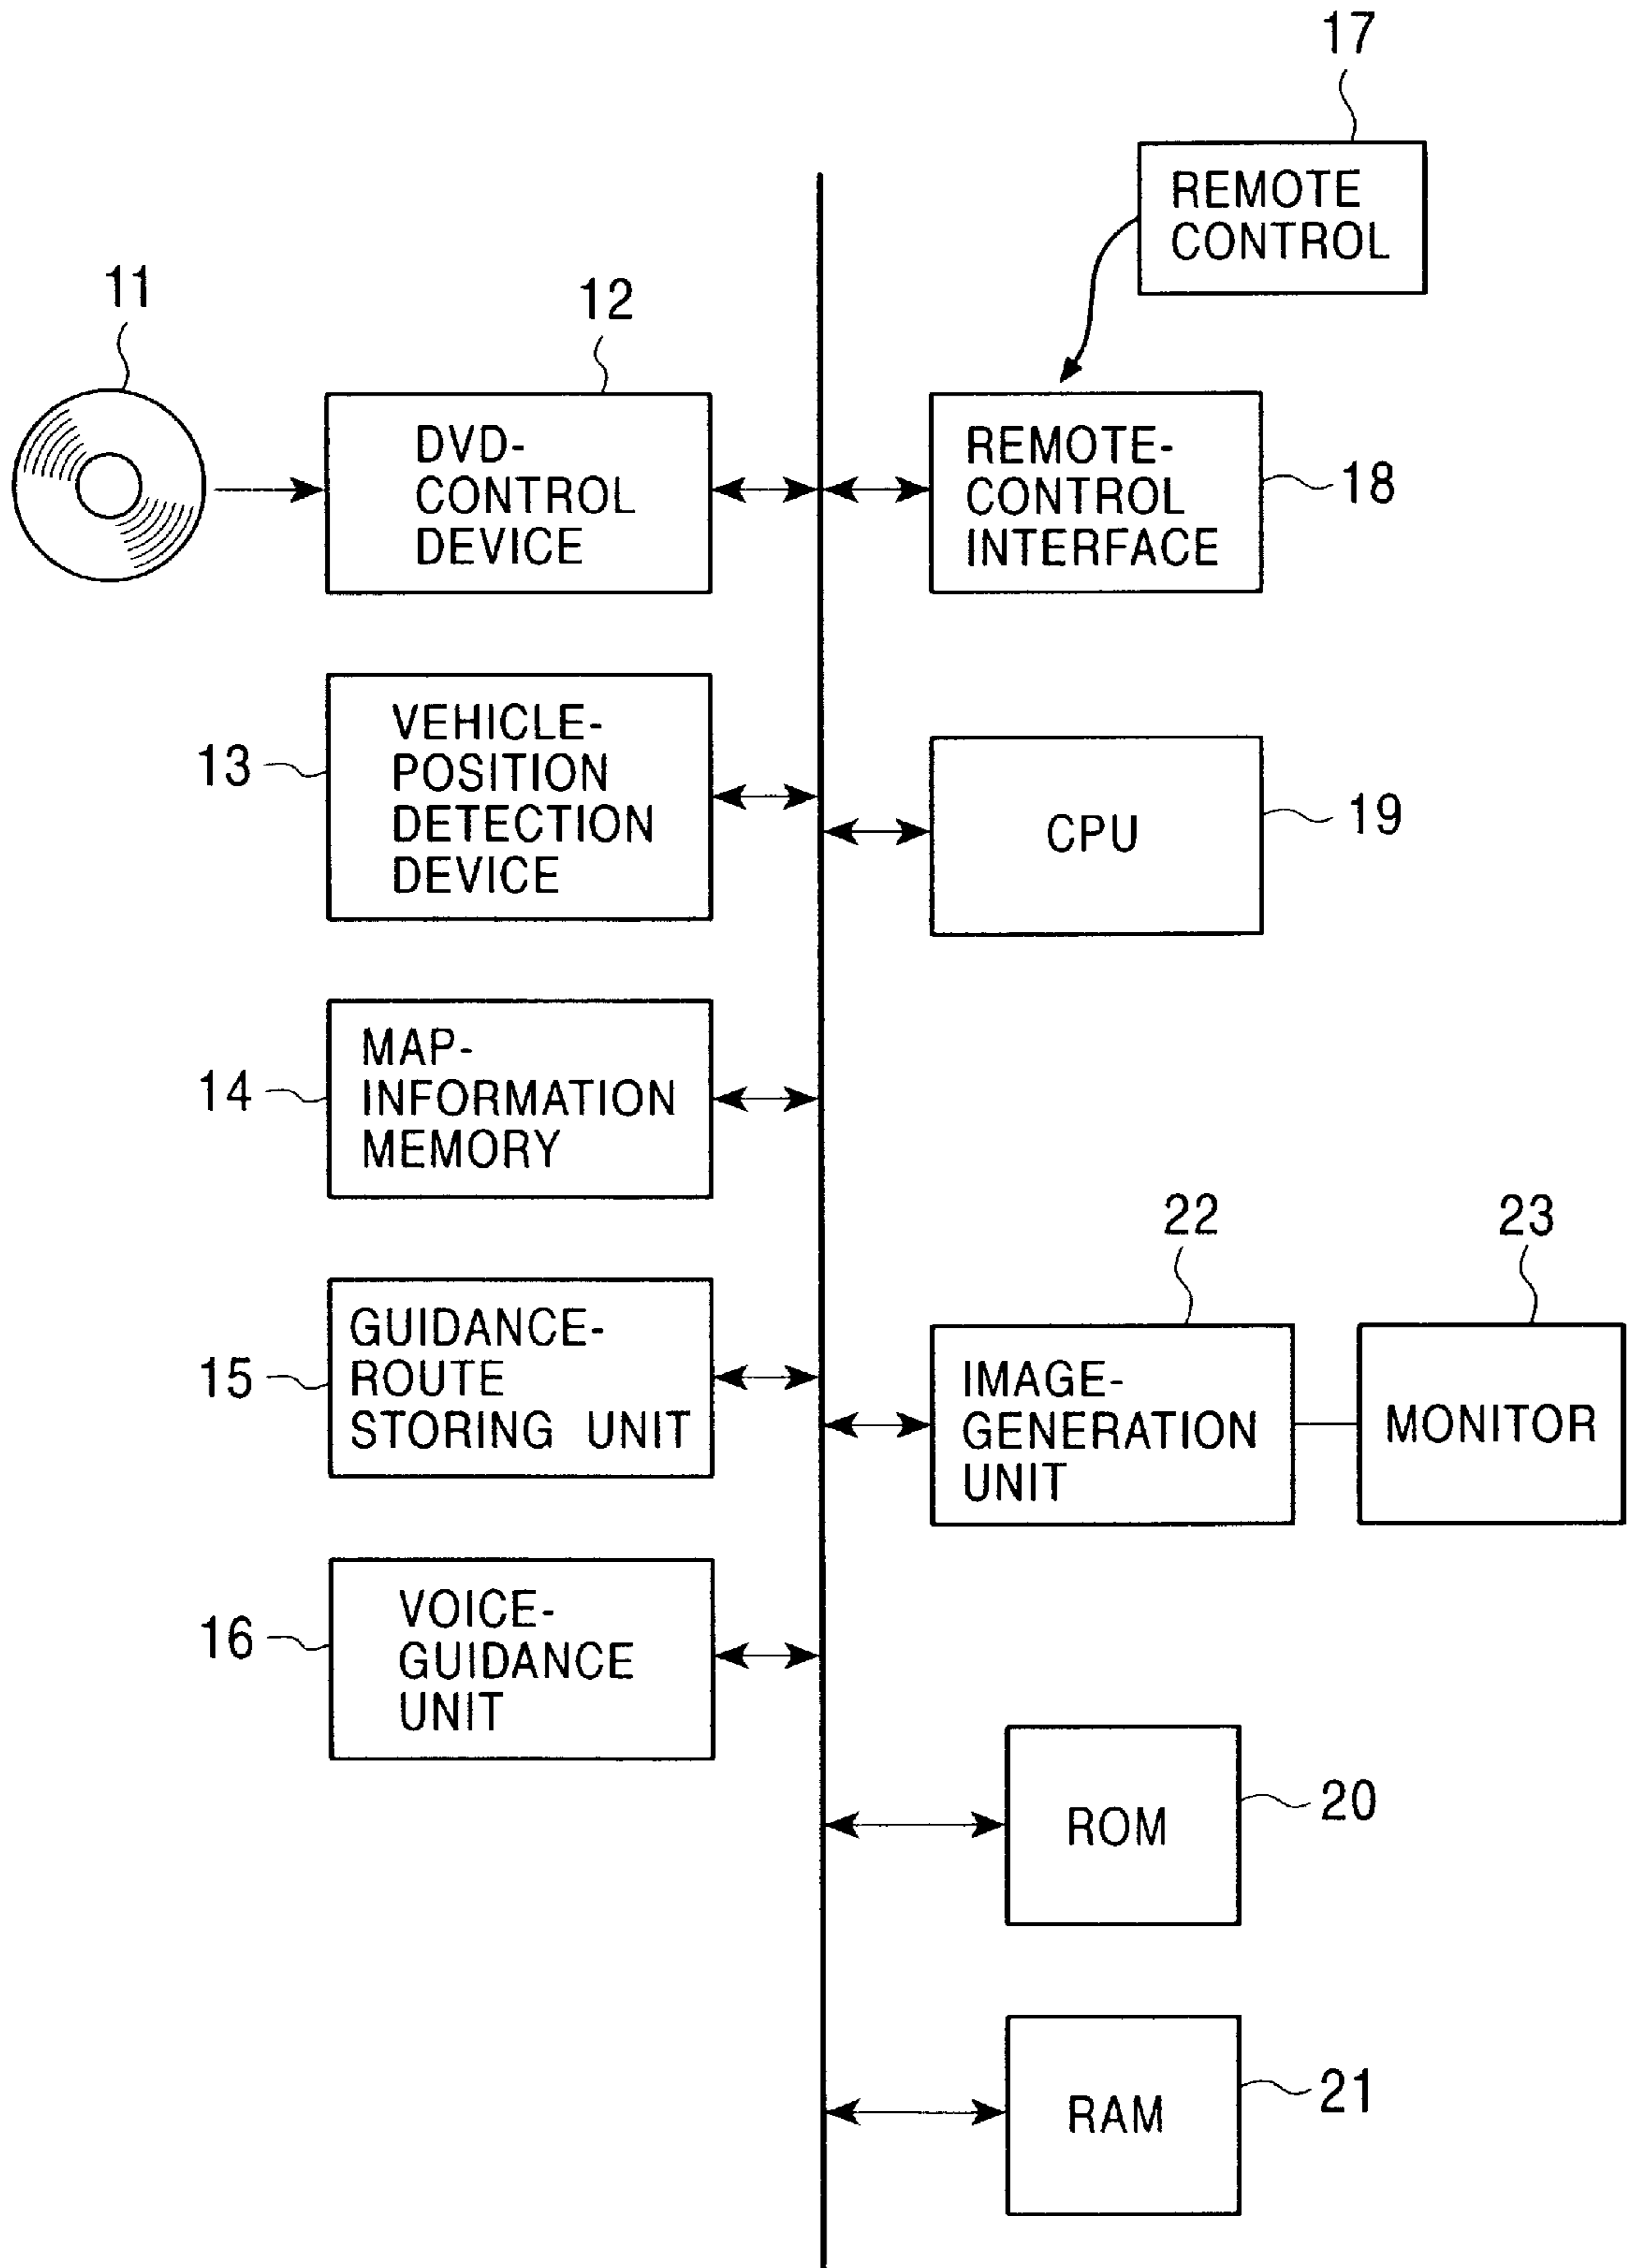 17
REMOTE
CONTROL
11
12
DVD-
CONTROL
DEVICE
REMOTE-
CONTROL
INTERFACE
18
13
VEHICLE-
POSITION
DETECTION
DEVICE
CPU
19
14
MAP-
INFORMATION
MEMORY
22
23
15
GUIDANCE-
ROUTE
STORING UNIT
IMAGE-
GENERATION
UNIT
MONITOR
16
VOICE-
GUIDANCE
UNIT
ROM
20
RAM
21